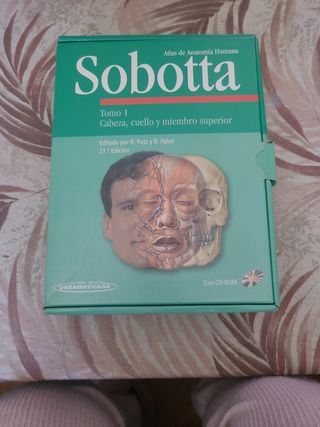 Atlas de Anatomía Humana
Sobotta
Tomo 1
Cabeza, cuello y miembro superior
Editado por R. Putz y R. Pabst
21.ª Edición
panamericana
Con CD-ROM